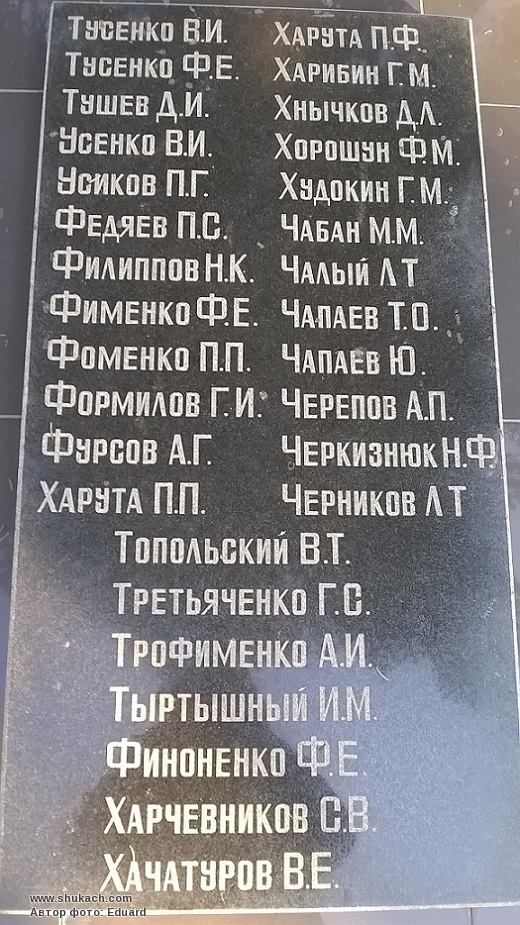 Тусенко В.И.
Тусенко Ф.Е.
Тушев Д.И.
Усенко В.И.
Усиков П.Г.
Федяев П.С.
Филиппов Н.К.
Фименко Ф.Е.
Фоменко П.П.
Формилов Г.И.
Фурсов А.Г.
Харута П.П.
Харута П.Ф.
Харибин Г.М.
Хнычков Д.Л.
Хорошун Ф.М.
Худокин Г.М.
Чабан М.М.
Чалый Л Т
Чапаев Т.О.
Чапаев Ю.
Черепов А.П.
Черкизнюк Н.Ф.
Черников Л Т
Топольский В.Т.
Третьяченко Г.С.
Трофименко А.И.
Тыртышный И.М.
Финоненко Ф.Е.
Харчевников С.В.
Хачатуров В.Е.
www.shukach.com
Автор фото: Eduard